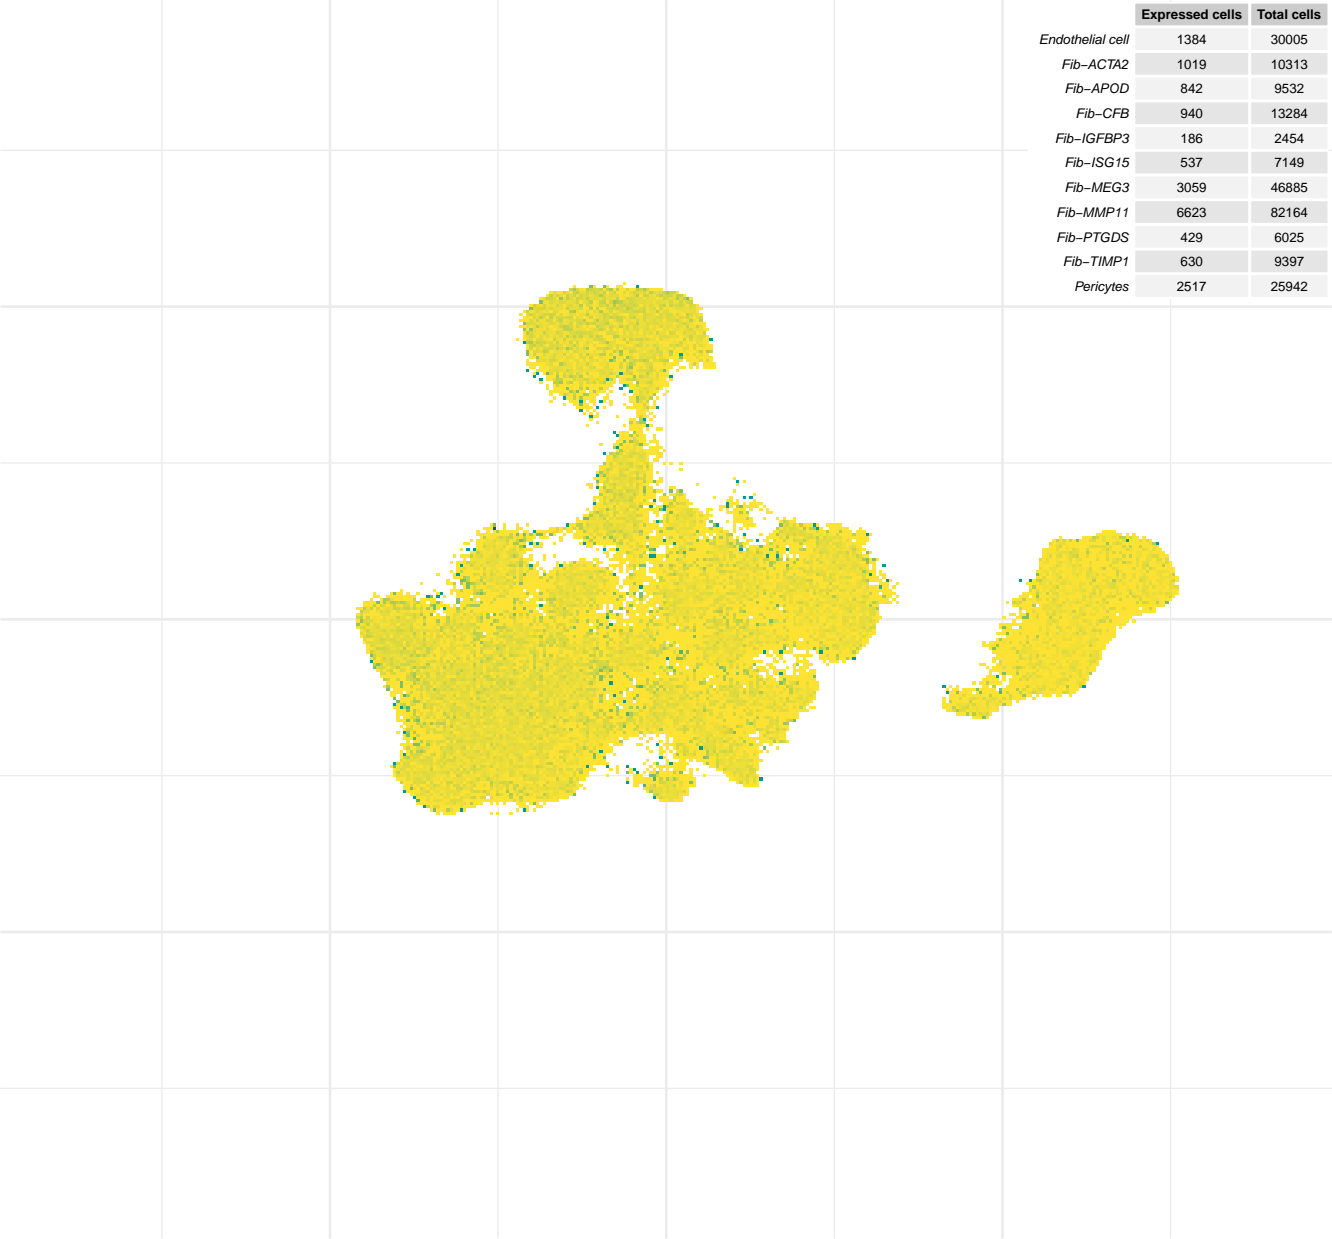 Expressed cells Total cells
Endothelial cell 1384 30005
Fib−ACTA2 1019 10313
Fib−APOD 842 9532
Fib−CFB 940 13284
Fib−IGFBP3 186 2454
Fib−ISG15 537 7149
Fib−MEG3 3059 46885
Fib−MMP11 6623 82164
Fib−PTGDS 429 6025
Fib−TIMP1 630 9397
Pericytes 2517 25942